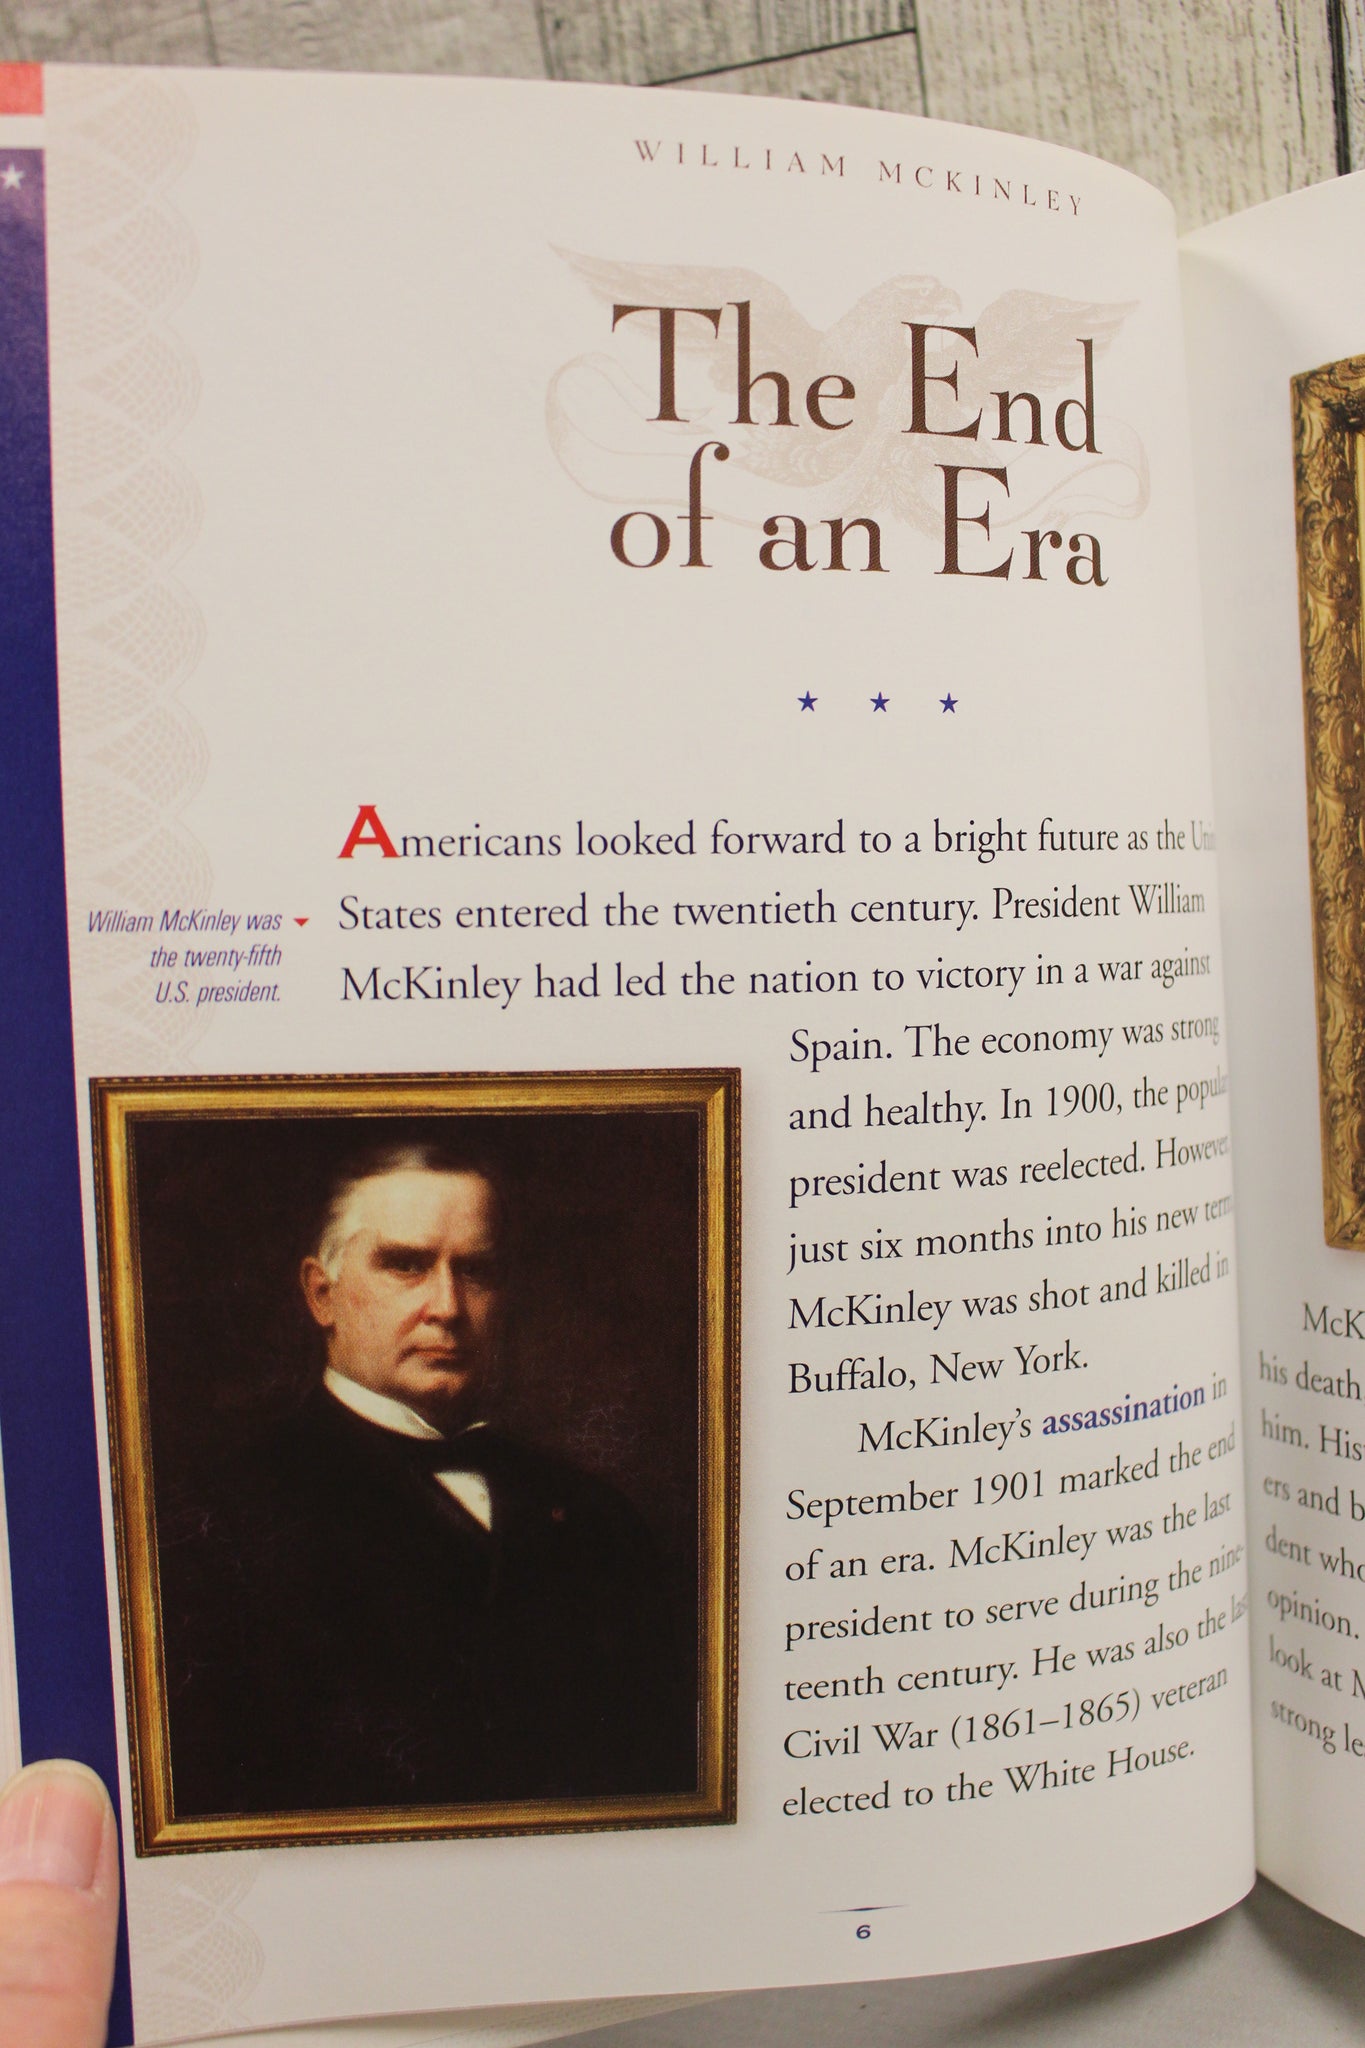 WILLIAM MCKINLEY
The End
of an Era
Americans looked forward to a bright future as the
States entered the twentieth century. President William
McKinley had led the nation to victory in a war against
William McKinley was
the twenty-fifth
U.S. president.
Spain. The economy was strong
and healthy. In 1900, the
president was reelected. However,
just six months into his new term
McKinley was shot and killed in
Buffalo, New York.
McKinley's assassination in
September 1901 marked the end
of an era. McKinley was the last
president to serve during the nine-
teenth century. He was also the last
Civil War (1861–1865) veteran
elected to the White House.
6
his death
him.
ers and
dent
opinion.
look at
strong